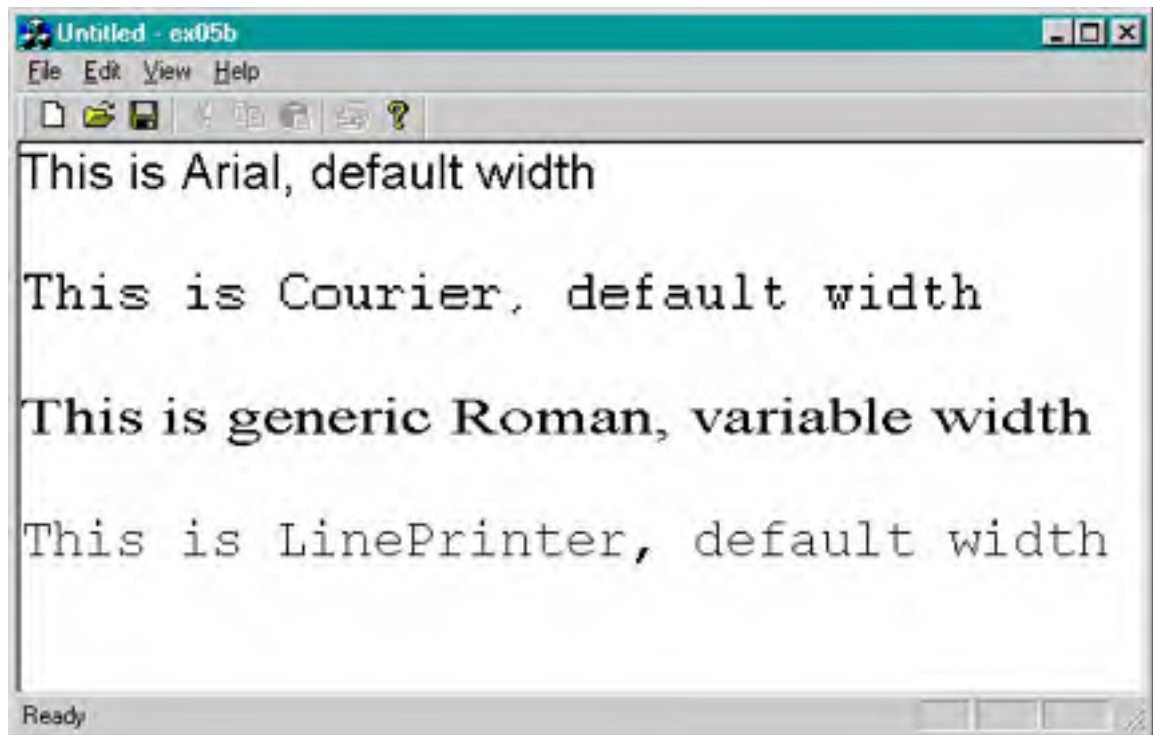 Untitled - ex05b
File Edit View Help
This is Arial, default width
This is Courier, default width
This is generic Roman, variable width
This is LinePrinter, default width
Ready